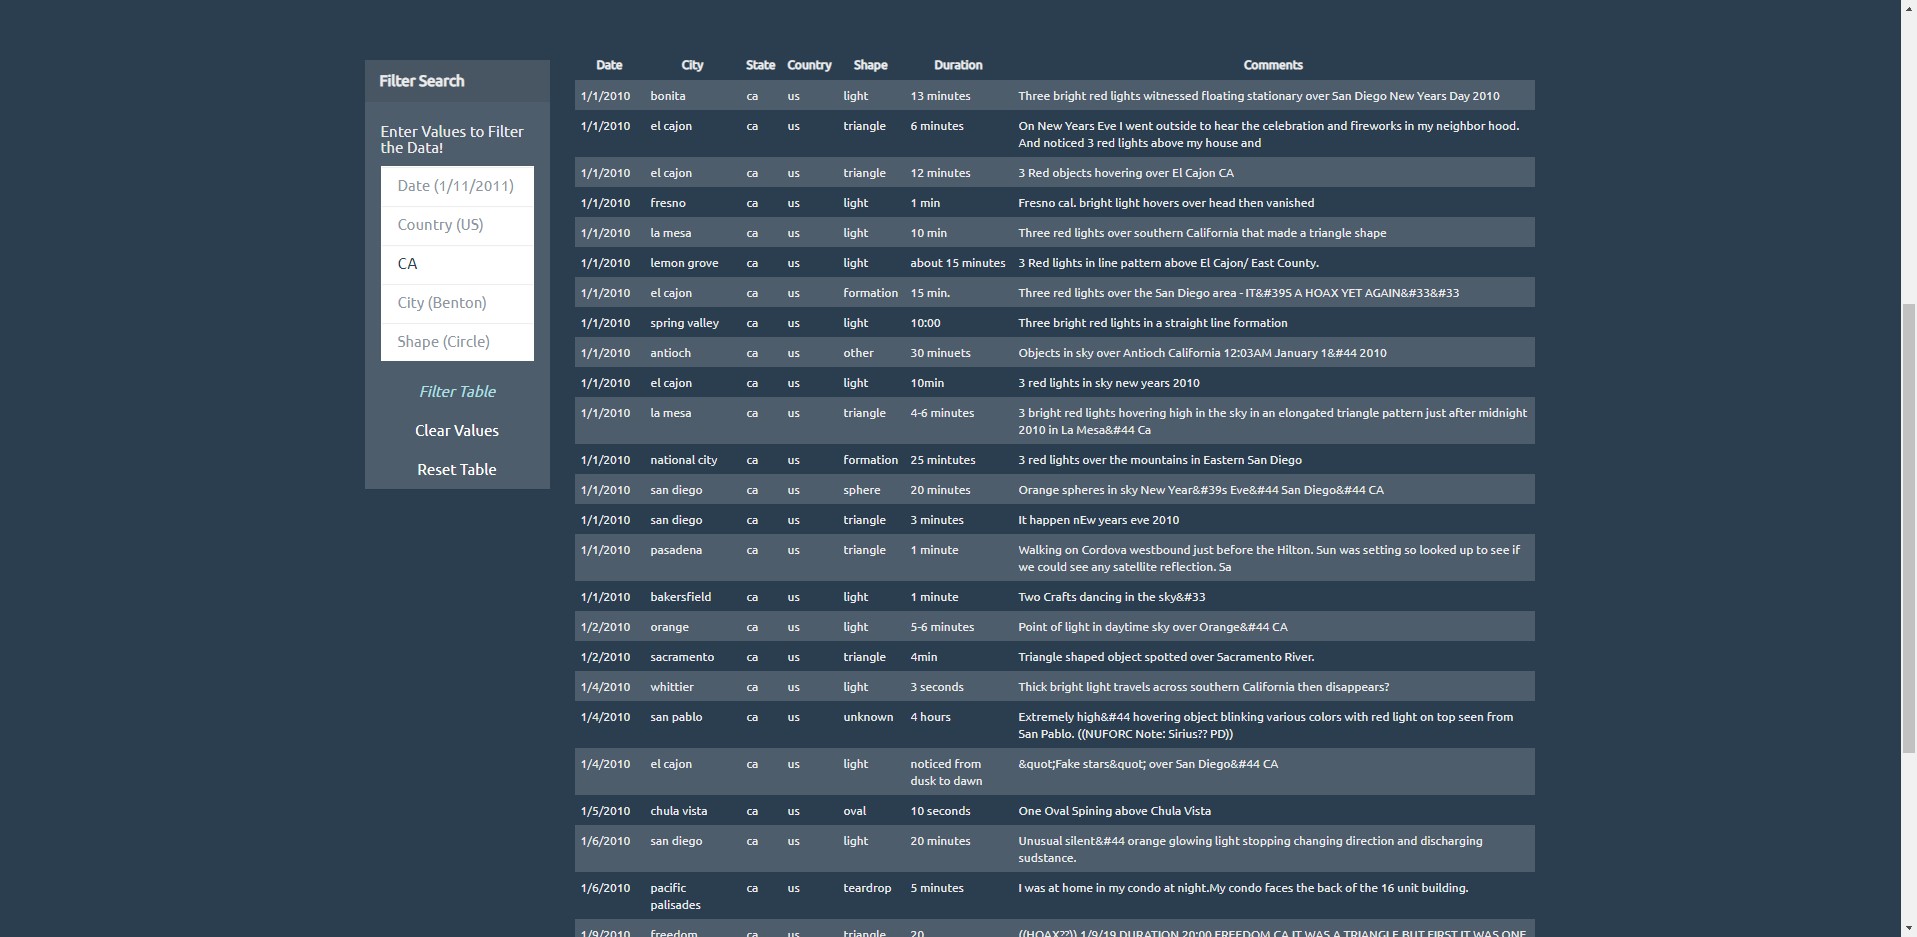 Filter Search
Enter Values to Filter
the Data!
Date (1/11/2011)
Country (US)
CA
City (Benton)
Shape (Circle)
Filter Table
Clear Values
Reset Table
Date City State Country Shape Duration Comments
1/1/2010 bonita ca us light 13 minutes Three bright red lights witnessed floating stationary over San Diego New Years Day 2010
1/1/2010 el cajon ca us triangle 6 minutes On New Years Eve I went outside to hear the celebration and fireworks in my neighbor hood.
And noticed 3 red lights above my house and
1/1/2010 el cajon ca us triangle 12 minutes 3 Red objects hovering over El Cajon CA
1/1/2010 fresno ca us light 1 min Fresno cal. bright light hovers over head then vanished
1/1/2010 la mesa ca us light 10 min Three red lights over southern California that made a triangle shape
1/1/2010 lemon grove ca us light about 15 minutes 3 Red lights in line pattern above El Cajon/ East County.
1/1/2010 el cajon ca us formation 15 min. Three red lights over the San Diego area - IT&#39S A HOAX YET AGAIN&#33&#33
1/1/2010 spring valley ca us light 10:00 Three bright red lights in a straight line formation
1/1/2010 antioch ca us other 30 minuets Objects in sky over Antioch California 12:03AM January 1&#44 2010
1/1/2010 el cajon ca us light 10min 3 red lights in sky new years 2010
1/1/2010 la mesa ca us triangle 4-6 minutes 3 bright red lights hovering high in the sky in an elongated triangle pattern just after midnight
2010 in La Mesa&#44 Ca
1/1/2010 national city ca us formation 25 mintutes 3 red lights over the mountains in Eastern San Diego
1/1/2010 san diego ca us sphere 20 minutes Orange spheres in sky New Year&#39s Eve&#44 San Diego&#44 CA
1/1/2010 san diego ca us triangle 3 minutes It happen nEw years eve 2010
1/1/2010 pasadena ca us triangle 1 minute Walking on Cordova westbound just before the Hilton. Sun was setting so looked up to see if
we could see any satellite reflection. Sa
1/1/2010 bakersfield ca us light 1 minute Two Crafts dancing in the sky&#33
1/2/2010 orange ca us light 5-6 minutes Point of light in daytime sky over Orange&#44 CA
1/2/2010 sacramento ca us triangle 4min Triangle shaped object spotted over Sacramento River.
1/4/2010 whittier ca us light 3 seconds Thick bright light travels across southern California then disappears?
1/4/2010 san pablo ca us unknown 4 hours Extremely high&#44 hovering object blinking various colors with red light on top seen from
San Pablo. ((NUFORC Note: Sirius?? PD))
1/4/2010 el cajon ca us light noticed from &quot;Fake stars&quot; over San Diego&#44 CA
dusk to dawn
1/5/2010 chula vista ca us oval 10 seconds One Oval Spining above Chula Vista
1/6/2010 san diego ca us light 20 minutes Unusual silent&#44 orange glowing light stopping changing direction and discharging
sudstance.
1/6/2010 pacific ca us teardrop 5 minutes I was at home in my condo at night.My condo faces the back of the 16 unit building.
palisades
1/9/2010 freedom ca us triangle 20 ((HOAX??)) 1/9/19 DURATION 20:00 FREEDOM CA IT WAS A TRIANGLE BUT FIRST IT WAS ONE